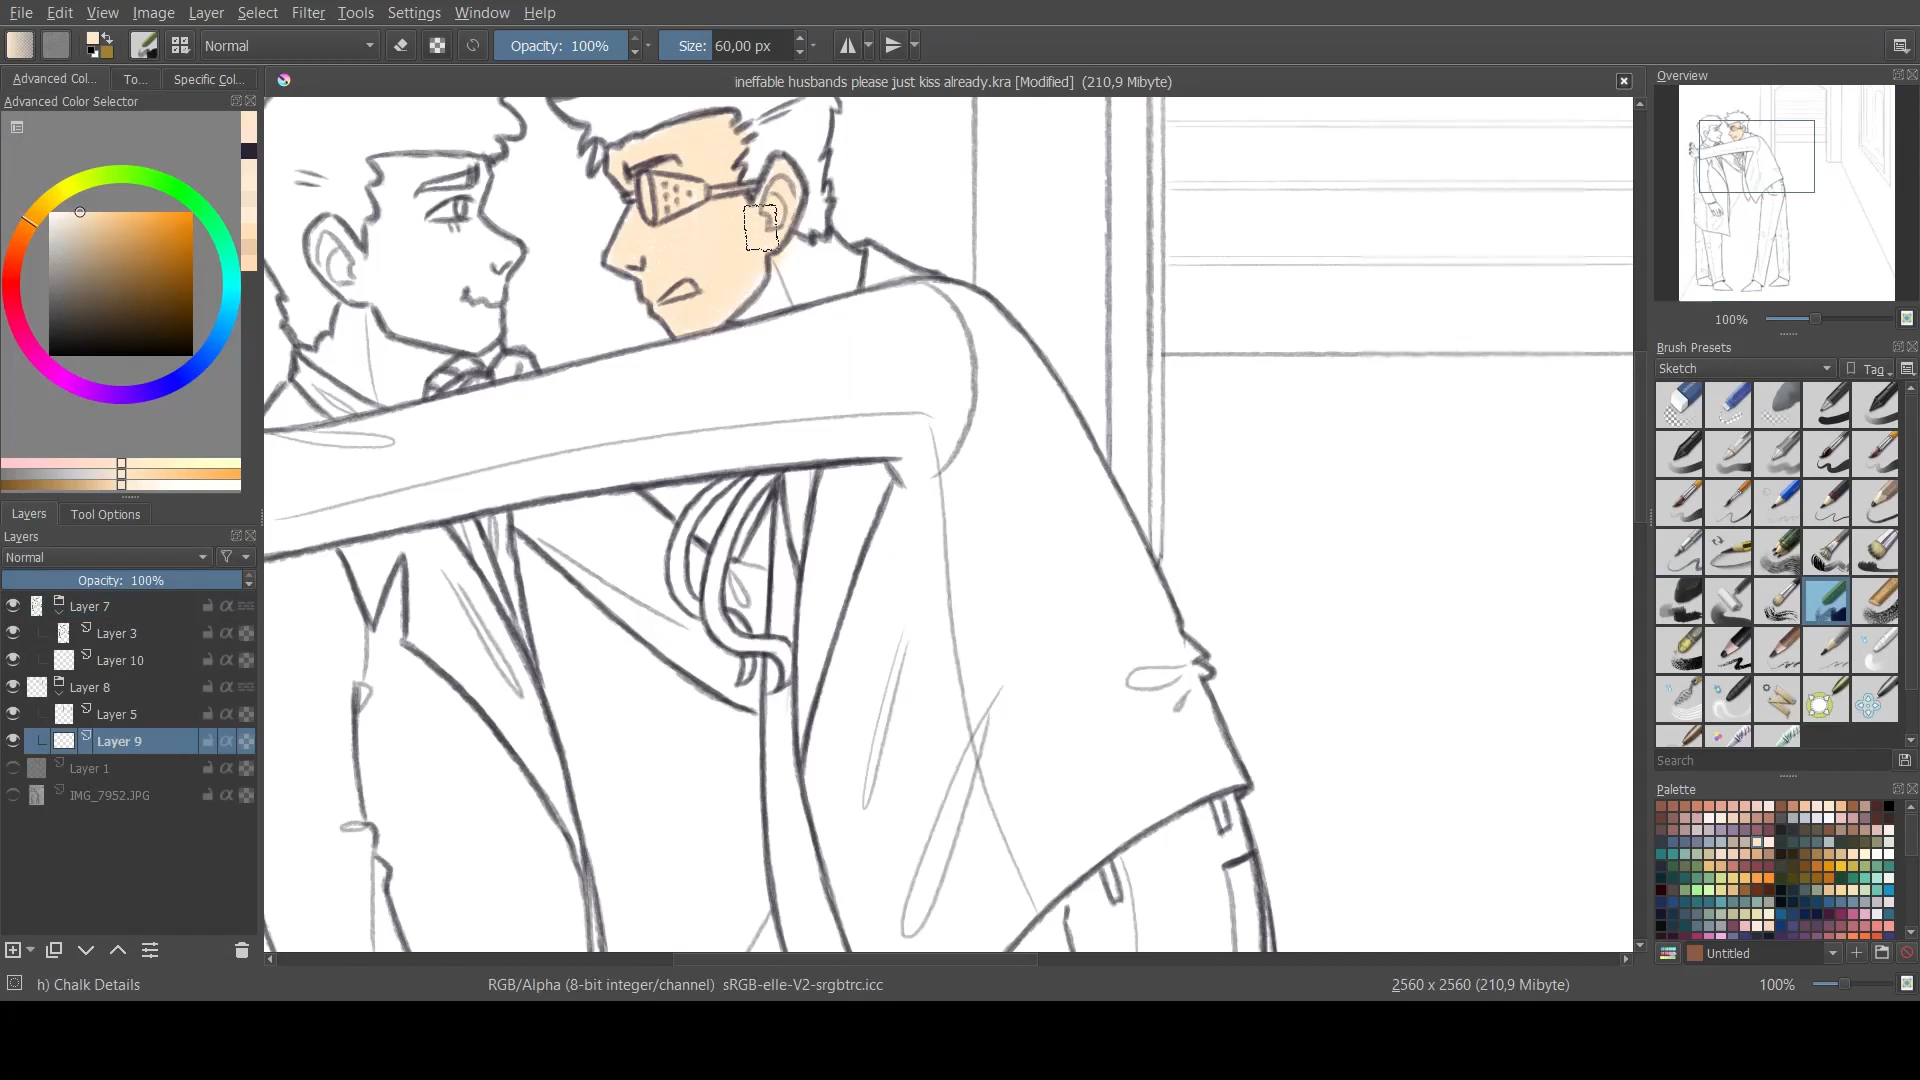 File Edit View Image Layer Select Filter Tools Settings Window Help
Normal Opacity: 100% Size: 60,00 px
Advanced Col... To... Specific Col...
ineffable husbands please just kiss already.kra [Modified] (210,9 Mibyte)
Overview
Advanced Color Selector
100%
Brush Presets
Sketch Tag
Layers Tool Options
Layers
Normal
Opacity: 100%
Layer 7
Layer 3
Layer 10
Layer 8
Layer 5
Layer 9
Layer 1
IMG_7952.JPG
Search
Palette
Untitled
h) Chalk Details
RGB/Alpha (8-bit integer/channel) sRGB-elle-V2-srgbtrc.icc
2560 x 2560 (210,9 Mibyte)
100%